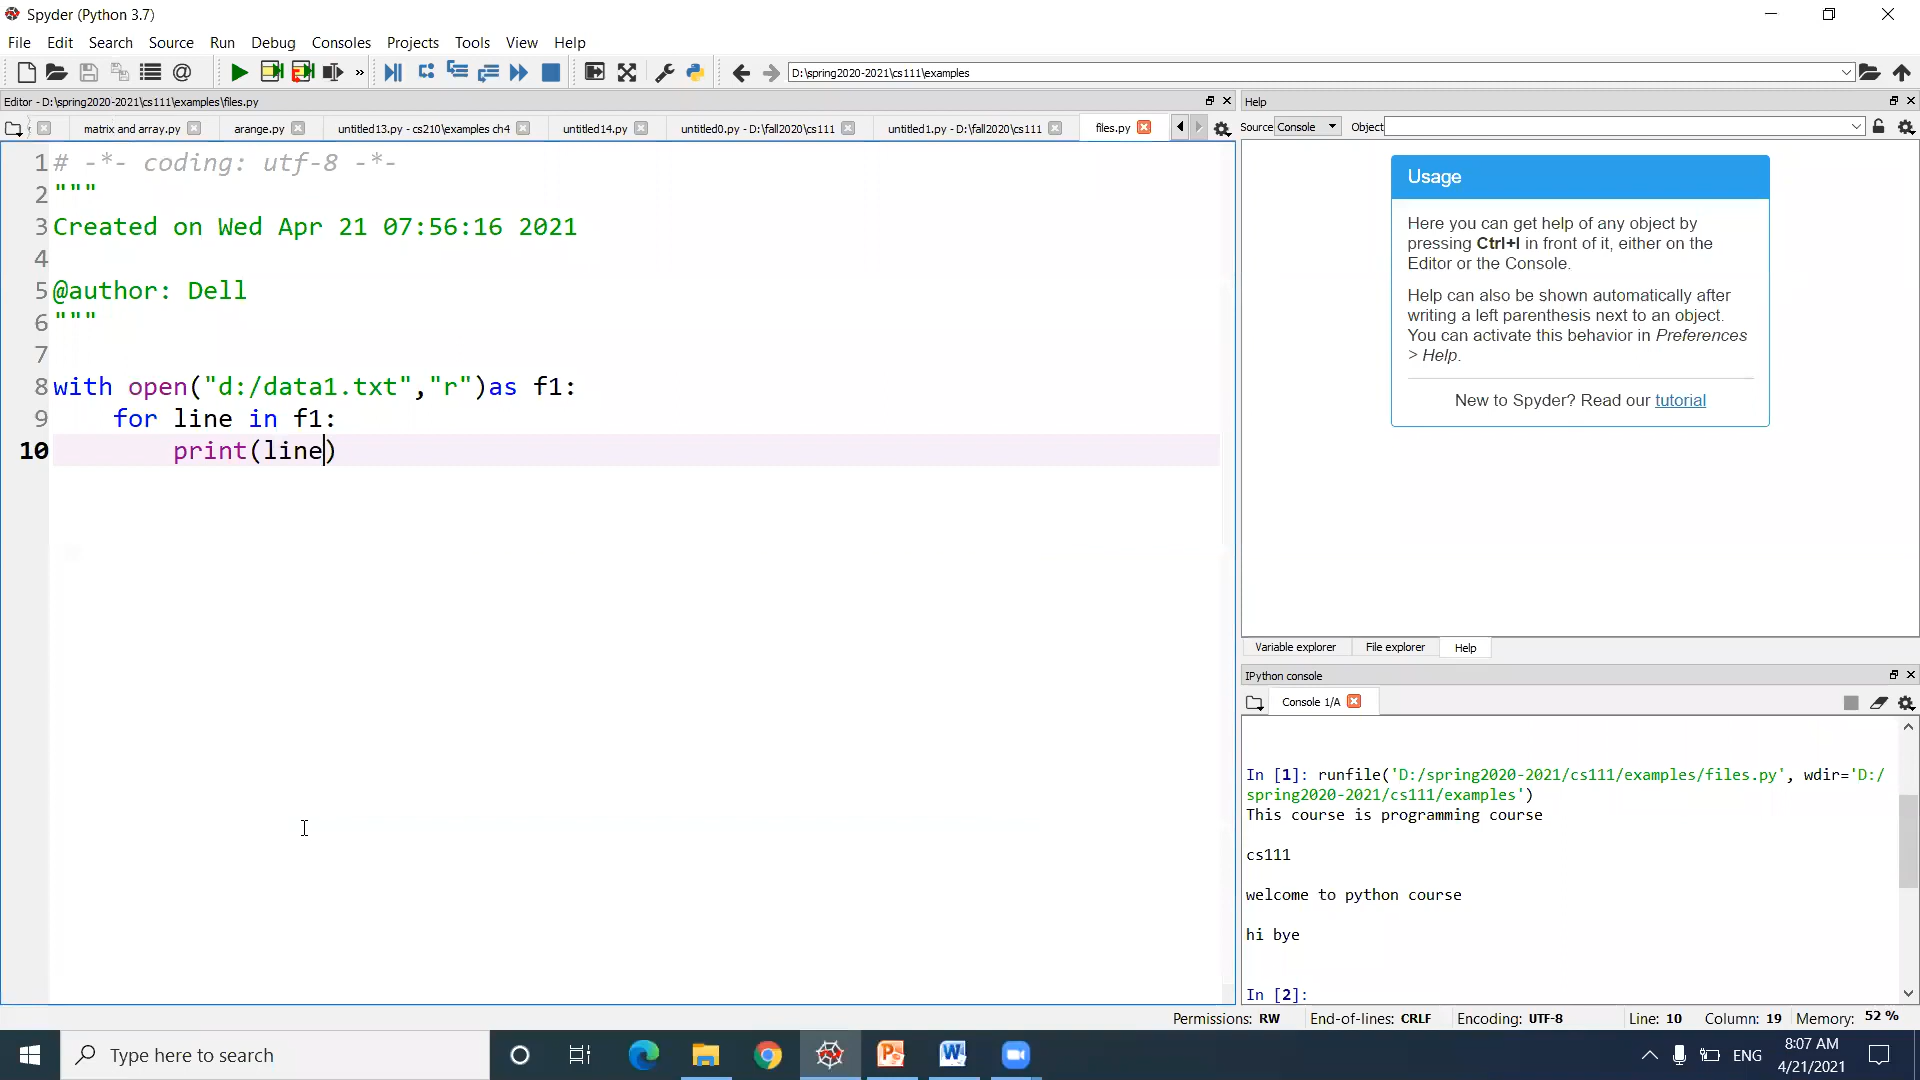 Spyder (Python 3.7)
File Edit Search Source Run Debug Consoles Projects Tools View Help
D:\spring2020-2021\cs111\examples
Editor - D:\spring2020-2021\cs111\examples\files.py
matrix and array.py arange.py untitled13.py - cs210\examples ch4 untitled14.py untitled0.py - D:\fall2020\cs111 untitled1.py - D:\fall2020\cs111 files.py
1 # -*- coding: utf-8 -*-
2 """
3 Created on Wed Apr 21 07:56:16 2021
4
5 @author: Dell
6 """
7
8 with open("d:/data1.txt","r")as f1:
9     for line in f1:
10         print(line)
Help
Source Console Object
Usage
Here you can get help of any object by
pressing Ctrl+I in front of it, either on the
Editor or the Console.
Help can also be shown automatically after
writing a left parenthesis next to an object.
You can activate this behavior in Preferences
> Help.
New to Spyder? Read our tutorial
Variable explorer File explorer Help
IPython console
Console 1/A
In [1]: runfile('D:/spring2020-2021/cs111/examples/files.py', wdir='D:/
spring2020-2021/cs111/examples')
This course is programming course
cs111
welcome to python course
hi bye
In [2]:
Permissions: RW End-of-lines: CRLF Encoding: UTF-8 Line: 10 Column: 19 Memory: 52 %
Type here to search
ENG
8:07 AM
4/21/2021